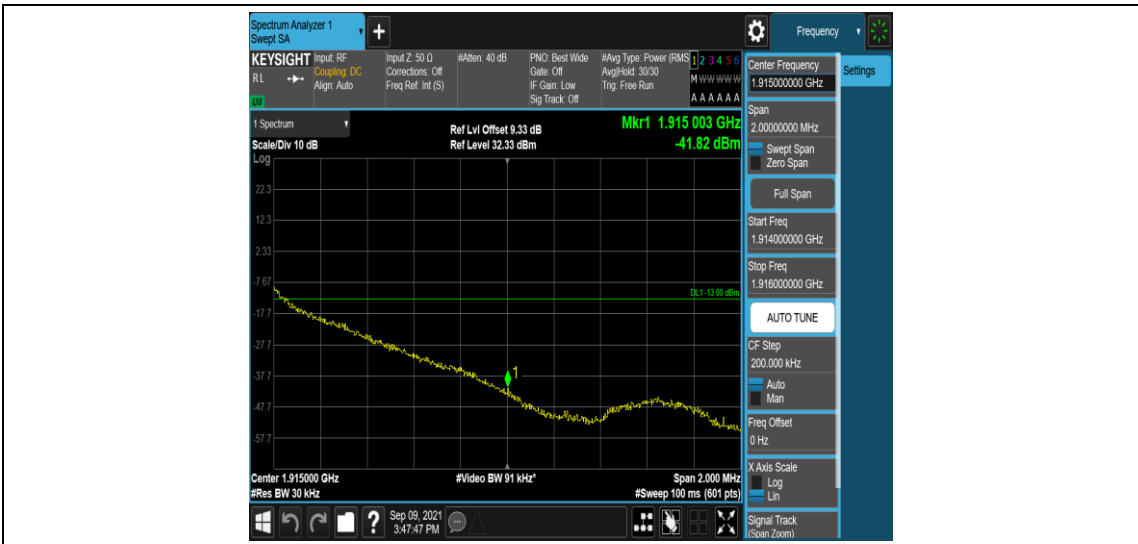 Spectrum Analyzer 1
Swept SA
+
Frequency
KEYSIGHT
RL
LXI
Input: RF
Coupling: DC
Align: Auto
Input Z: 50 Ω
Corrections: Off
Freq Ref: Int (S)
#Atten: 40 dB
PNO: Best Wide
Gate: Off
IF Gain: Low
Sig Track: Off
#Avg Type: Power (RMS
Avg|Hold: 30/30
Trig: Free Run
1 2 3 4 5 6
M W W W W W
A A A A A A
1 Spectrum
Scale/Div 10 dB
Log
Ref Lvl Offset 9.33 dB
Ref Level 32.33 dBm
Mkr1 1.915 003 GHz
-41.82 dBm
22.3
12.3
2.33
-7.67
-17.7
-27.7
-37.7
-47.7
-57.7
DL1 -13.00 dBm
1
Center 1.915000 GHz
#Res BW 30 kHz
#Video BW 91 kHz*
Span 2.000 MHz
#Sweep 100 ms (601 pts)
?
Sep 09, 2021
3:47:47 PM
Center Frequency
1.915000000 GHz
Settings
Span
2.00000000 MHz
Swept Span
Zero Span
Full Span
Start Freq
1.914000000 GHz
Stop Freq
1.916000000 GHz
AUTO TUNE
CF Step
200.000 kHz
Auto
Man
Freq Offset
0 Hz
X Axis Scale
Log
Lin
Signal Track
(Span Zoom)